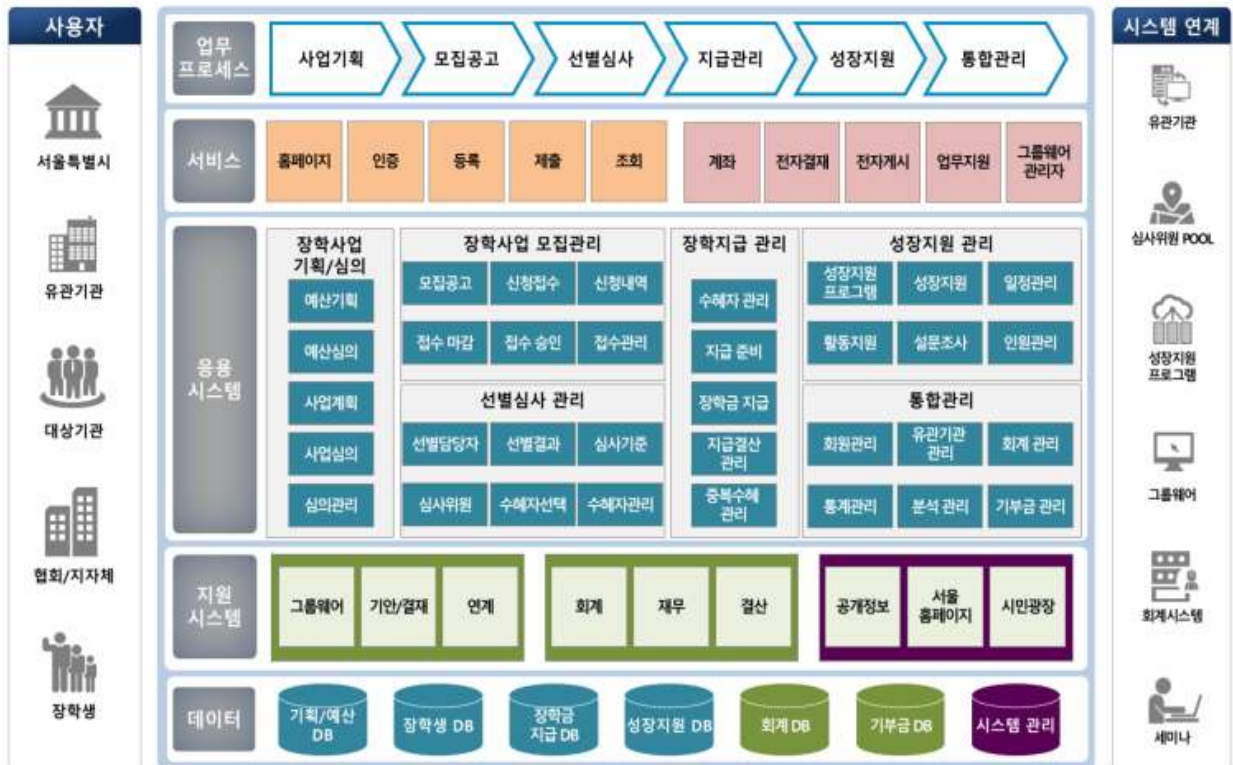 사용자
서울특별시
유관기관
대상기관
협회/지자체
장학생
업무
프로세스
사업기획
모집공고
선별심사
지급관리
성장지원
통합관리
서비스
홈페이지
인증
등록
제출
조회
계좌
전자결재
전자게시
업무지원
그룹웨어
관리자
응용
시스템
장학사업
기획/심의
예산기획
예산심의
사업계획
사업심의
심의관리
장학사업 모집관리
모집공고
신청접수
신청내역
접수 마감
접수 승인
접수관리
선별심사 관리
선별담당자
선별결과
심사기준
심사위원
수혜자선택
수혜자관리
장학지급 관리
수혜자 관리
지급 준비
장학금 지급
지급결산
관리
중복수혜
관리
성장지원 관리
성장지원
프로그램
성장지원
일정관리
활동지원
설문조사
인원관리
통합관리
회원관리
유관기관
관리
회계 관리
통계관리
분석 관리
기부금 관리
지원
시스템
그룹웨어
기안/결재
연계
회계
재무
결산
공개정보
서울
홈페이지
시민광장
데이터
기획/예산
DB
장학생 DB
장학금
지급 DB
성장지원 DB
회계 DB
기부금 DB
시스템 관리
시스템 연계
유관기관
심사위원 POOL
성장지원
프로그램
그룹웨어
회계시스템
세미나